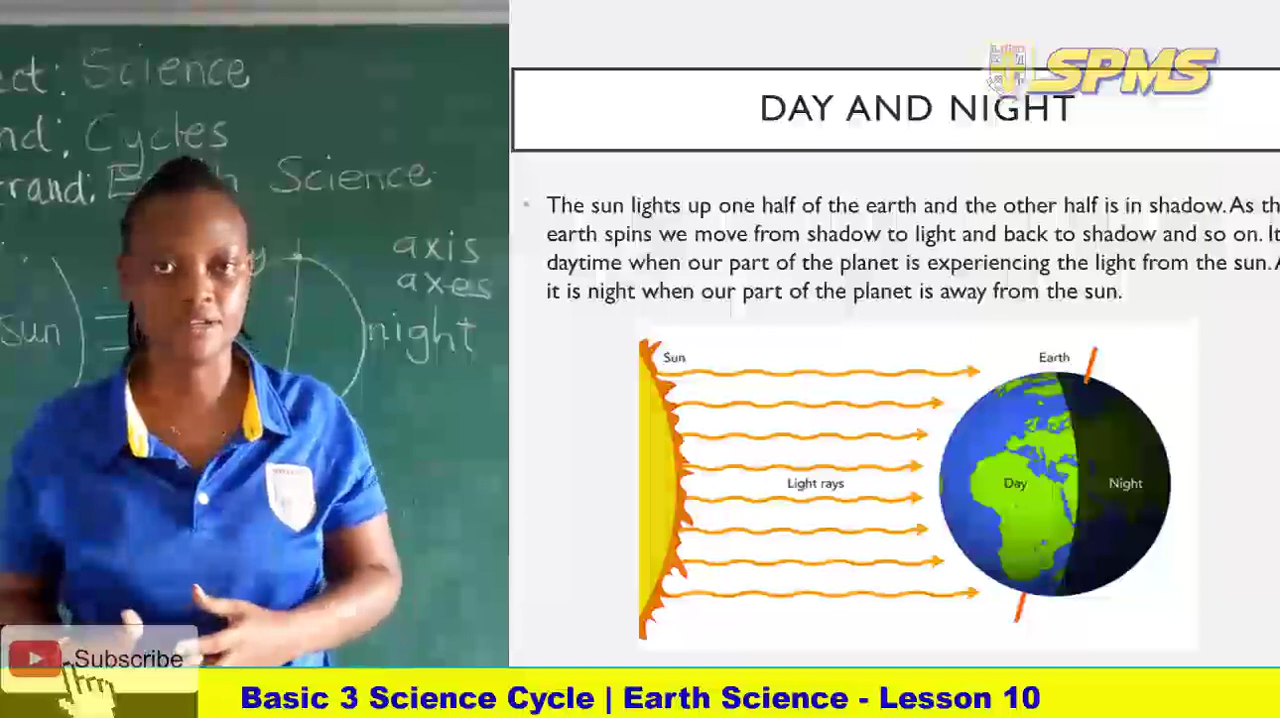 ect: Science
nd: Cycles
rand: E h Science
y
axis
axes
Sun
night
SPMS
DAY AND NIGHT
The sun lights up one half of the earth and the other half is in shadow. As th
earth spins we move from shadow to light and back to shadow and so on. It
daytime when our part of the planet is experiencing the light from the sun. A
it is night when our part of the planet is away from the sun.
Sun
Earth
Light rays
Day
Night
Subscribe
Basic 3 Science Cycle | Earth Science - Lesson 10